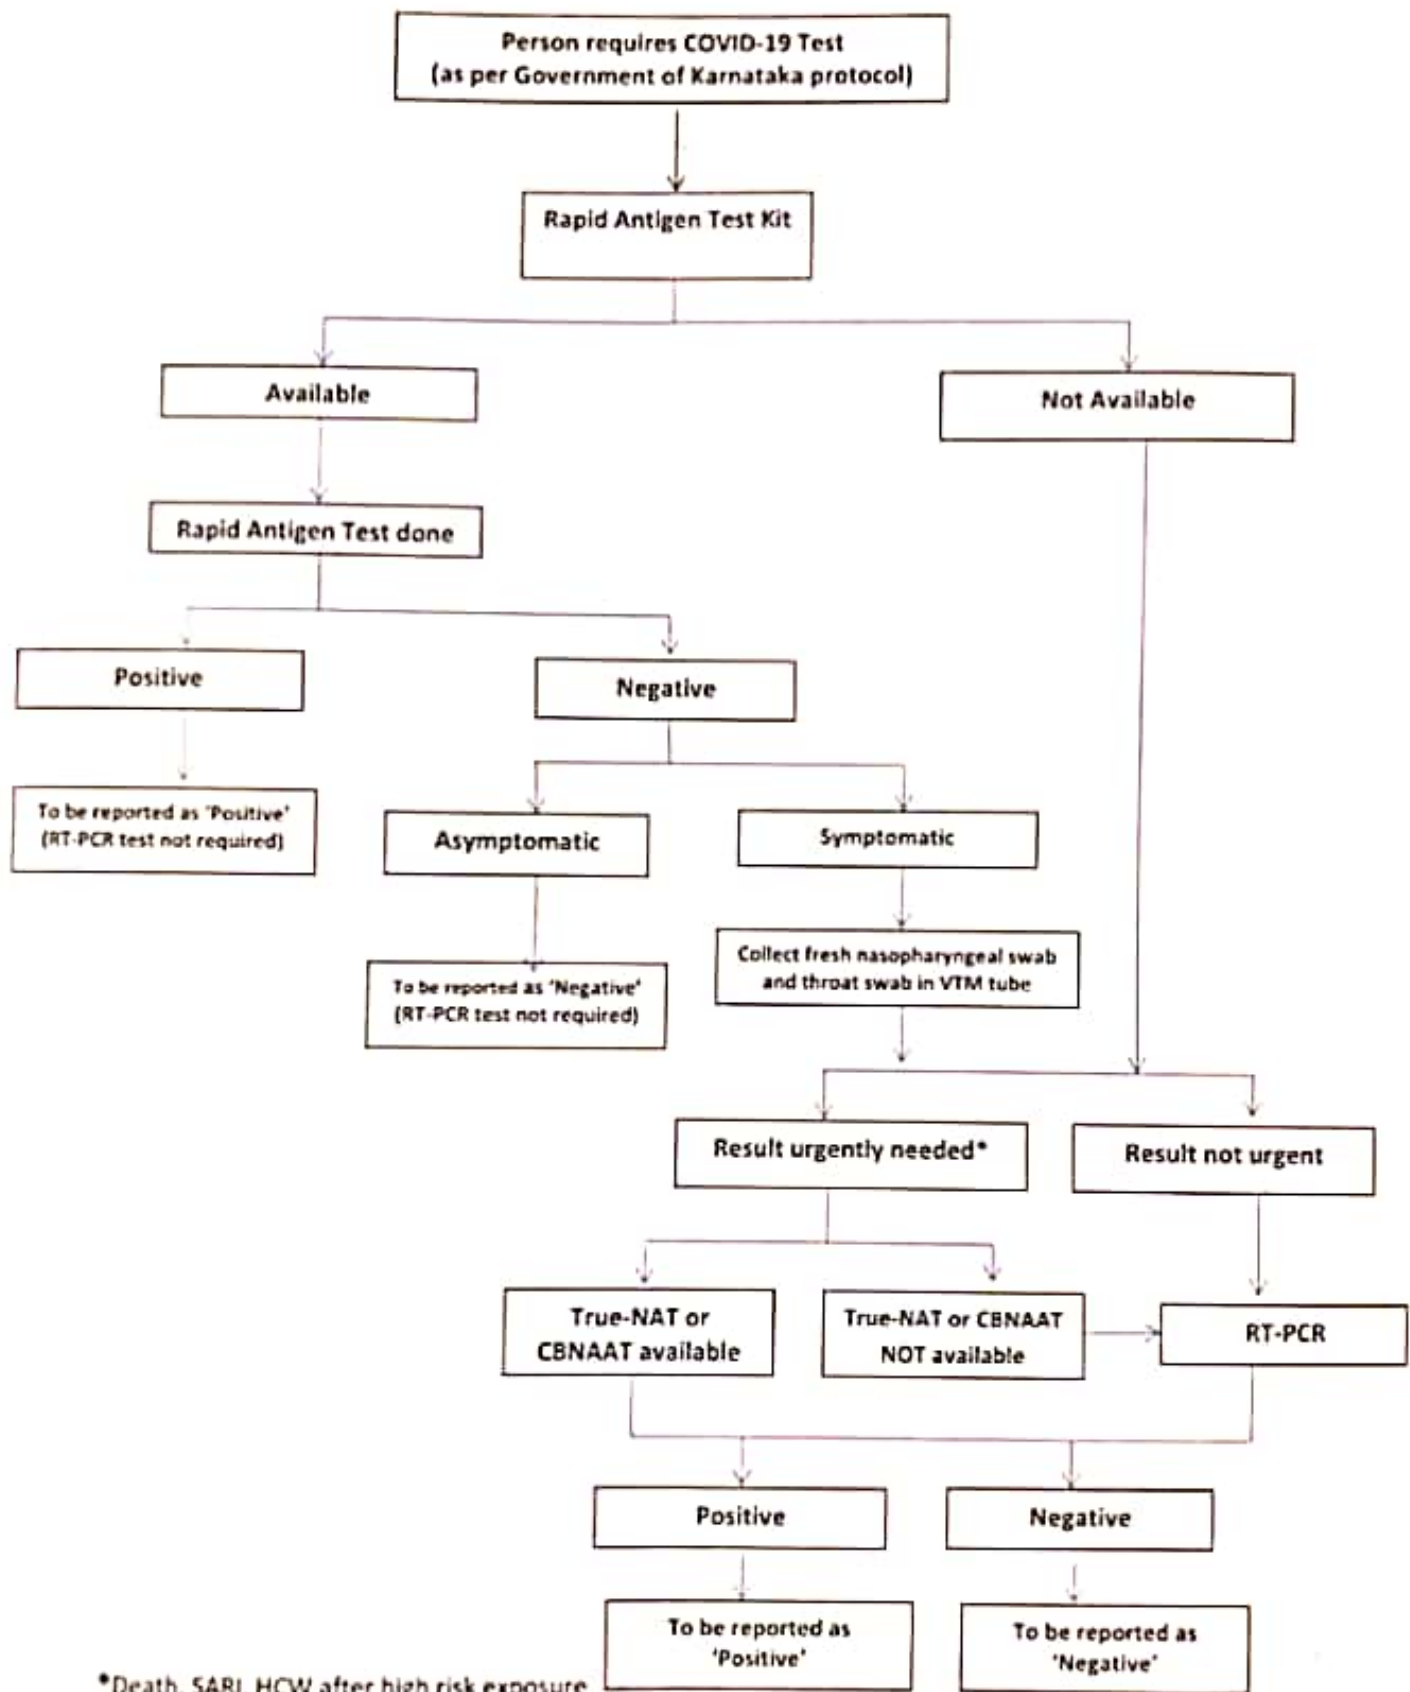 Person requires COVID-19 Test
(as per Government of Karnataka protocol)
Rapid Antigen Test Kit
Available
Not Available
Rapid Antigen Test done
Positive
Negative
To be reported as 'Positive'
(RT-PCR test not required)
Asymptomatic
Symptomatic
Collect fresh nasopharyngeal swab
and throat swab in VTM tube
To be reported as 'Negative'
(RT-PCR test not required)
Result urgently needed*
Result not urgent
True-NAT or
CBNAAT available
True-NAT or CBNAAT
NOT available
RT-PCR
Positive
Negative
To be reported as
'Positive'
To be reported as
'Negative'
*Death, SARI, HCW after high risk exposure